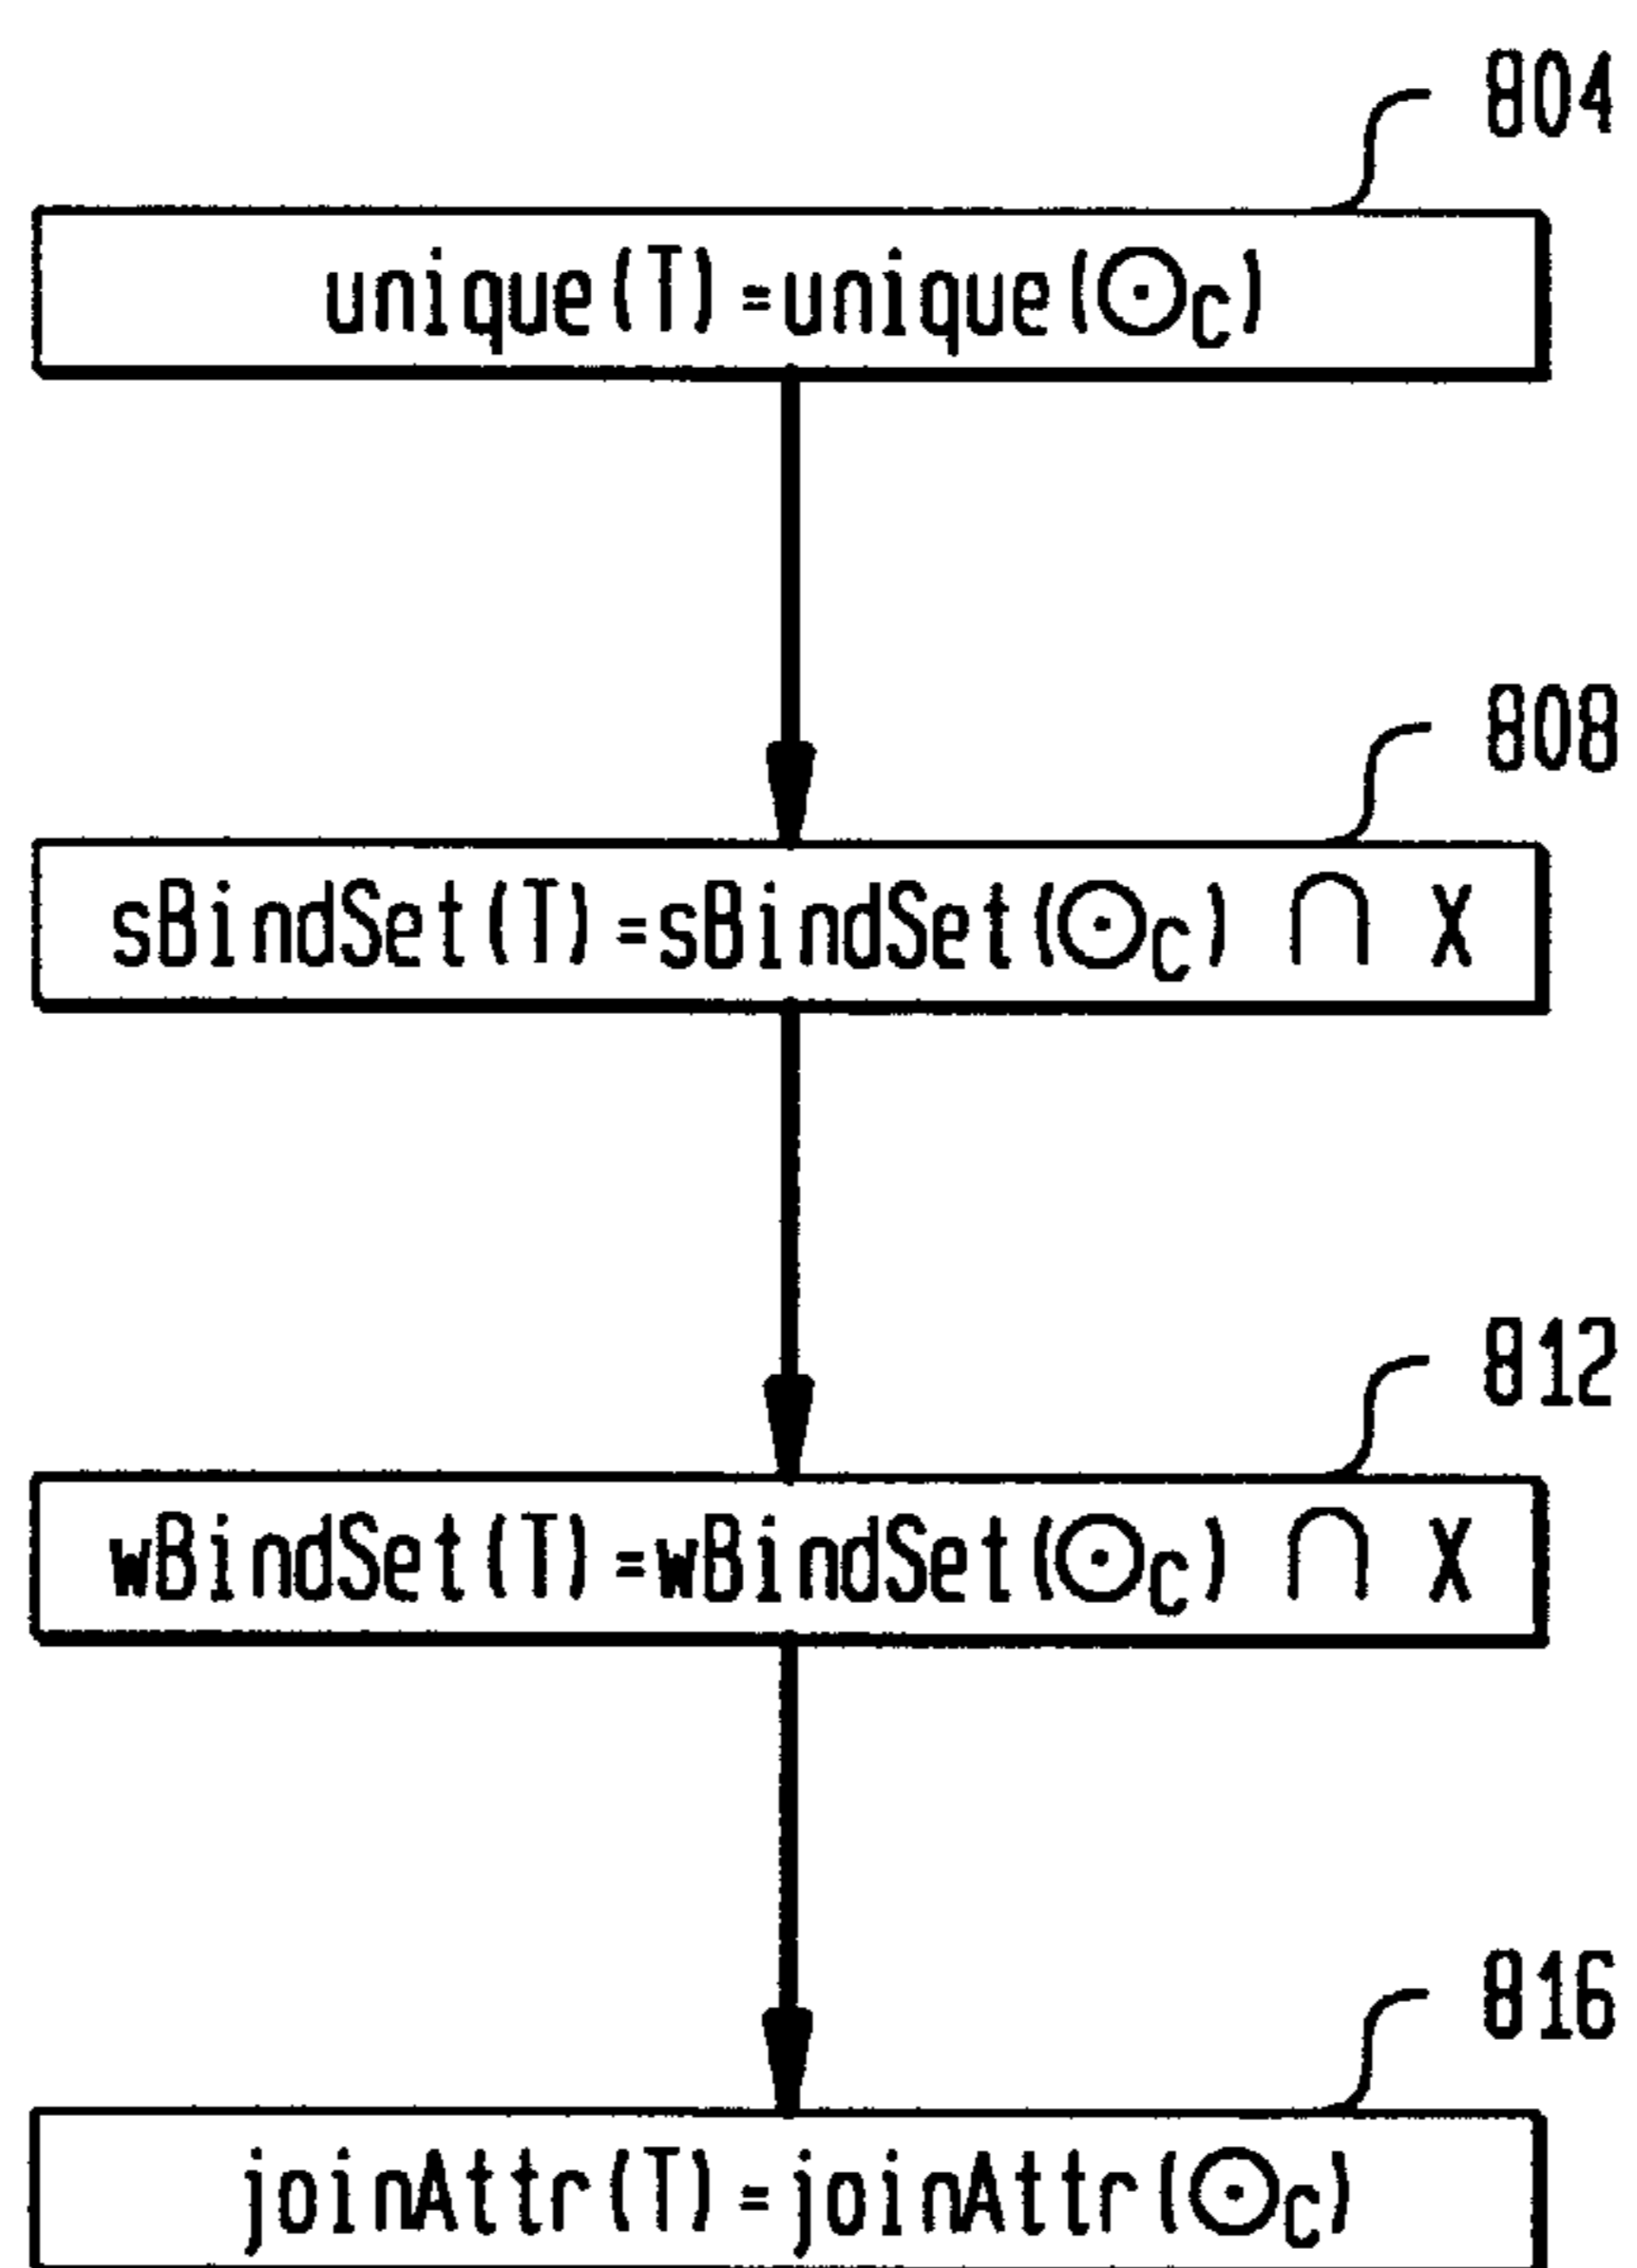 804
unique(T)=unique(⊙C)
808
sBindSet(T)=sBindSet(⊙C) ∩ X
812
wBindSet(T)=wBindSet(⊙C) ∩ X
816
joinAttr(T)=joinAttr(⊙C)